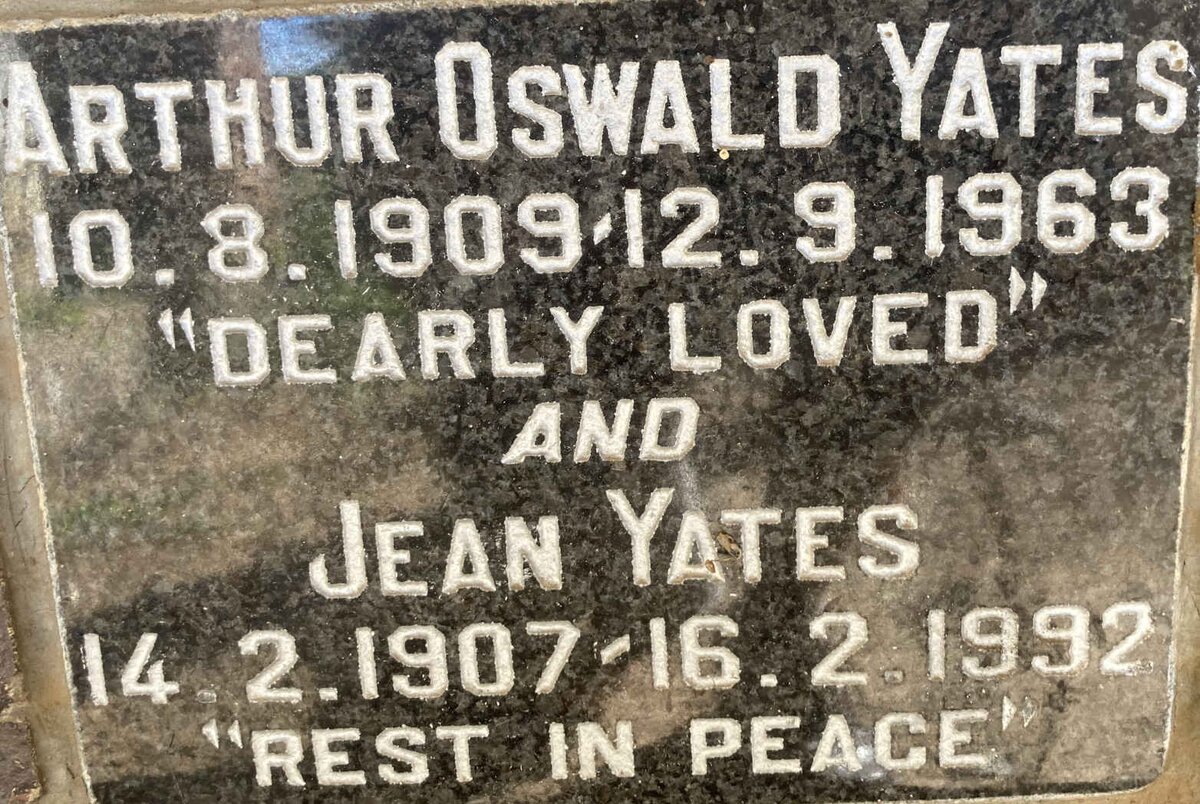 ARTHUR OSWALD YATES
10.8.1909-12.9.1963
"DEARLY LOVED"
AND
JEAN YATES
14.2.1907-16.2.1992
"REST IN PEACE"